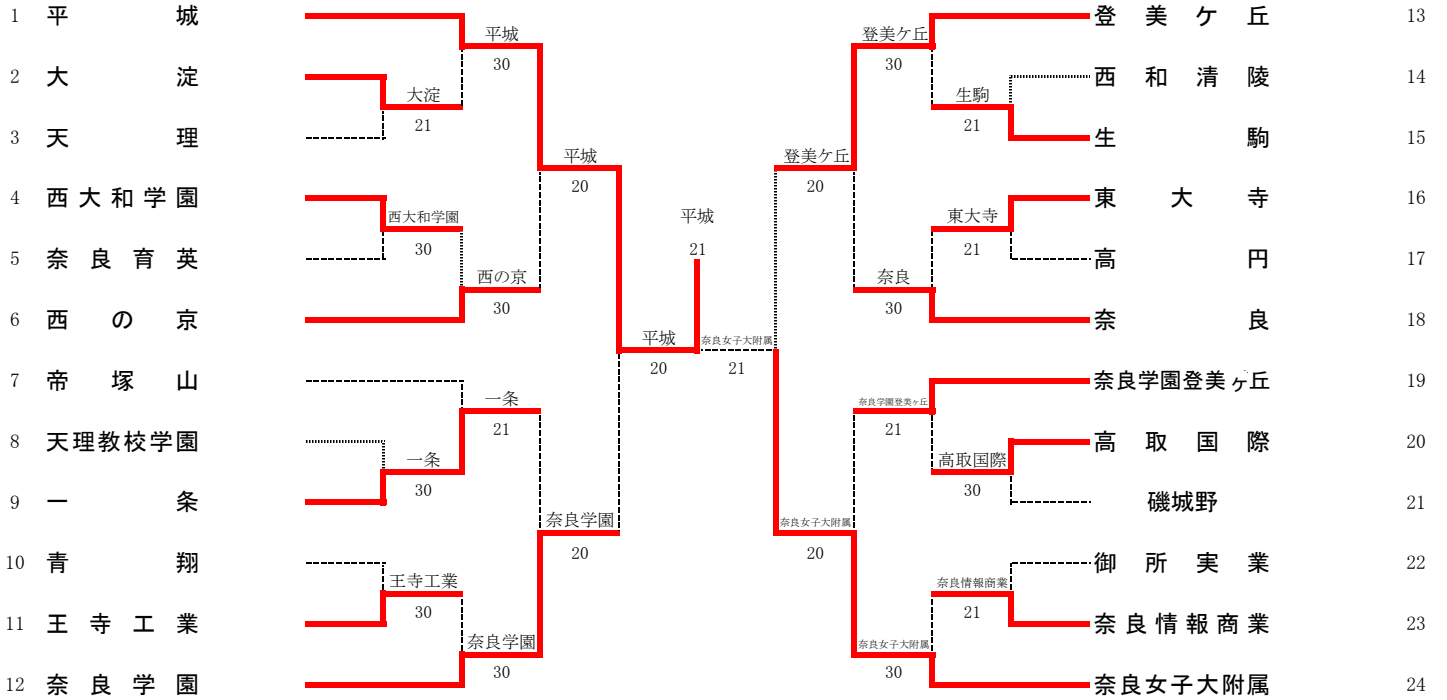 1 平城
2 大淀
3 天理
4 西大和学園
5 奈良育英
6 西の京
7 帝塚山
8 天理教校学園
9 一条
10 青翔
11 王寺工業
12 奈良学園
平城
30
大淀
21
平城
20
西大和学園
30
西の京
30
一条
21
一条
30
奈良学園
20
王寺工業
30
奈良学園
30
平城
21
平城
20
奈良女子大附属
21
登美ケ丘
30
生駒
21
登美ケ丘
20
東大寺
21
奈良
30
奈良学園登美ヶ丘
21
高取国際
30
奈良女子大附属
20
奈良情報商業
21
奈良女子大附属
30
登美ケ丘 13
西和清陵 14
生駒 15
東大寺 16
高円 17
奈良 18
奈良学園登美ヶ丘 19
高取国際 20
磯城野 21
御所実業 22
奈良情報商業 23
奈良女子大附属 24